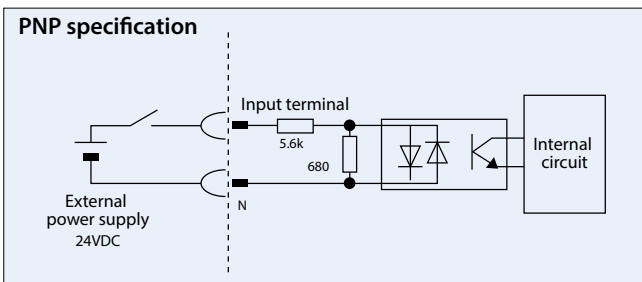 PNP specification
Input terminal
5.6k
680
Internal
circuit
External
power supply
24VDC
N